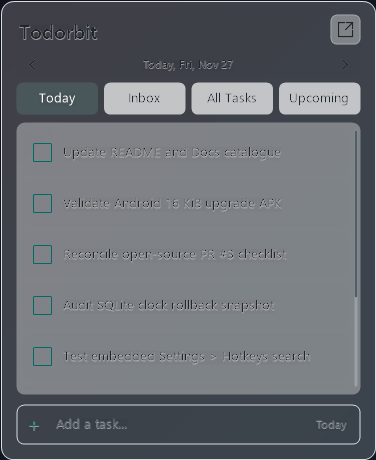 Todorbit
Today, Fri, Nov 27
Today Inbox All Tasks Upcoming
Update README and Docs catalogue
Validate Android 16 KiB upgrade APK
Reconcile open-source PR #3 checklist
Audit SQLite clock rollback snapshot
Test embedded Settings > Hotkeys search
+ Add a task... Today